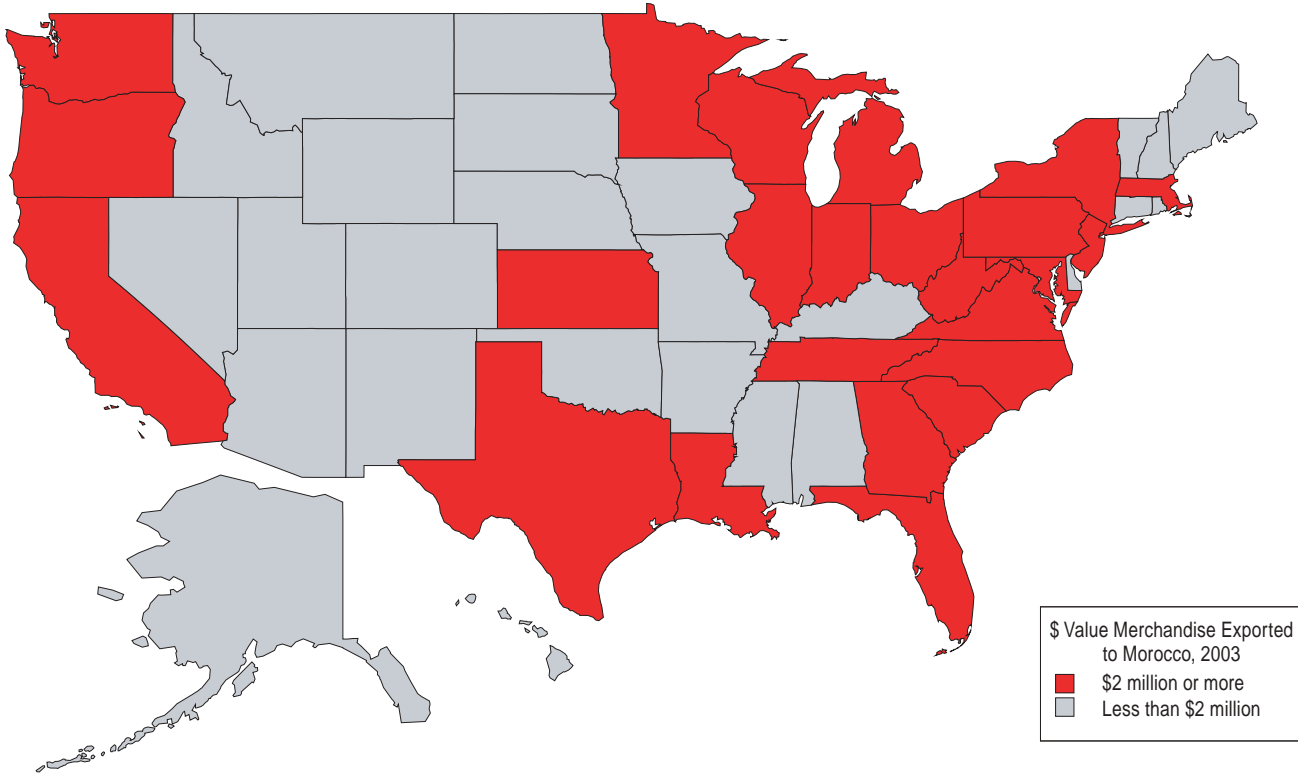 $ Value Merchandise Exported
to Morocco, 2003
$2 million or more
Less than $2 million